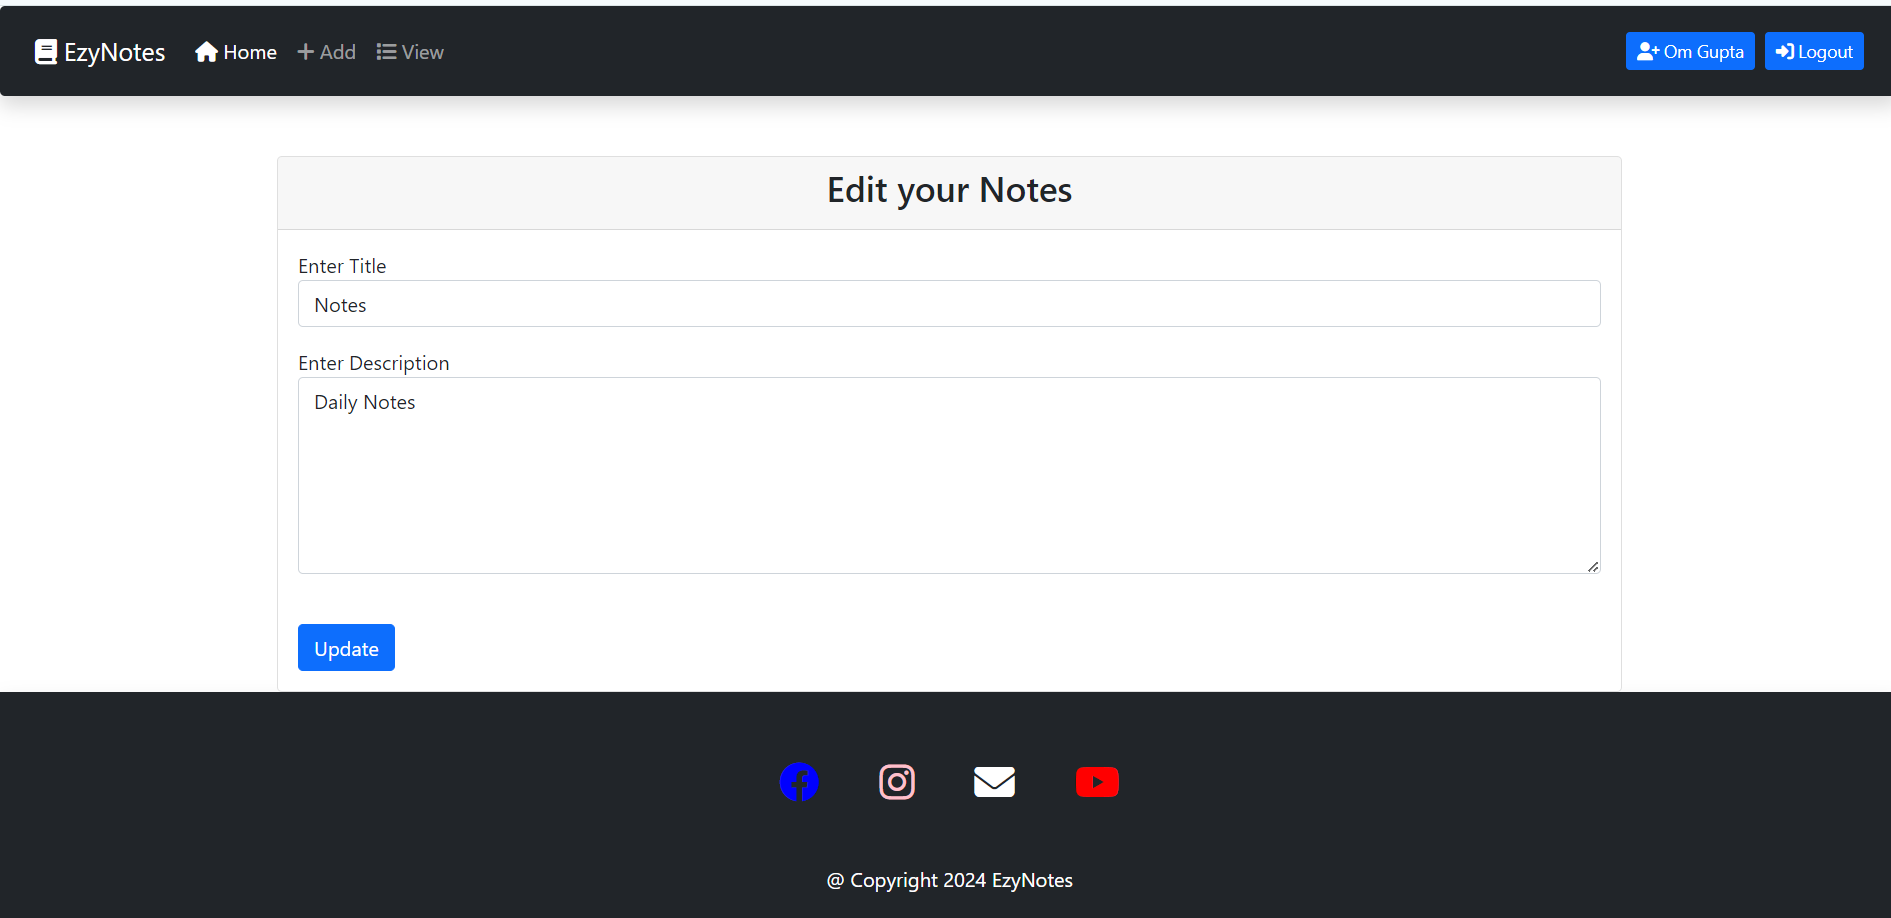 EzyNotes Home Add View Om Gupta Logout
Edit your Notes
Enter Title
Notes
Enter Description
Daily Notes
Update
@ Copyright 2024 EzyNotes